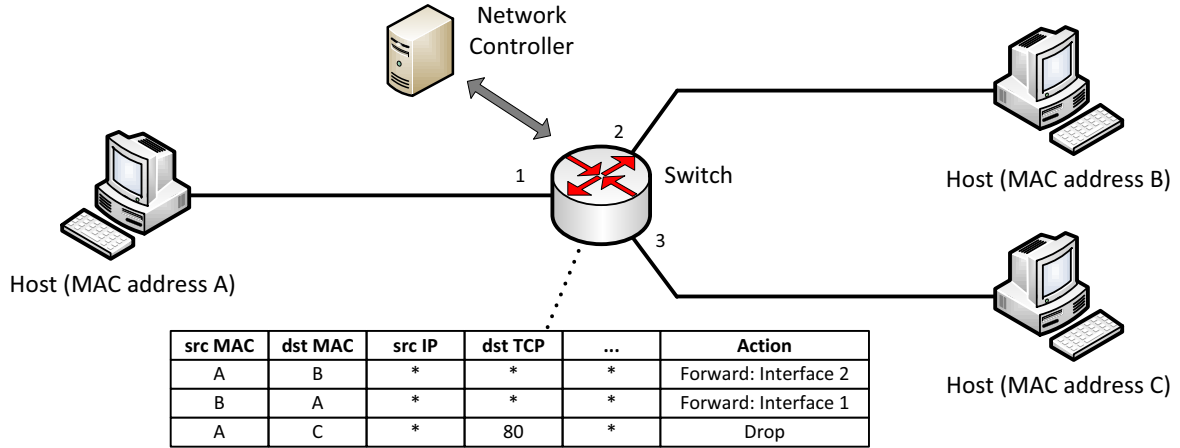 Network
Controller
2
1
Switch
3
Host (MAC address A)
Host (MAC address B)
Host (MAC address C)
src MAC dst MAC src IP dst TCP ... Action
A B * * * Forward: Interface 2
B A * * * Forward: Interface 1
A C * 80 * Drop